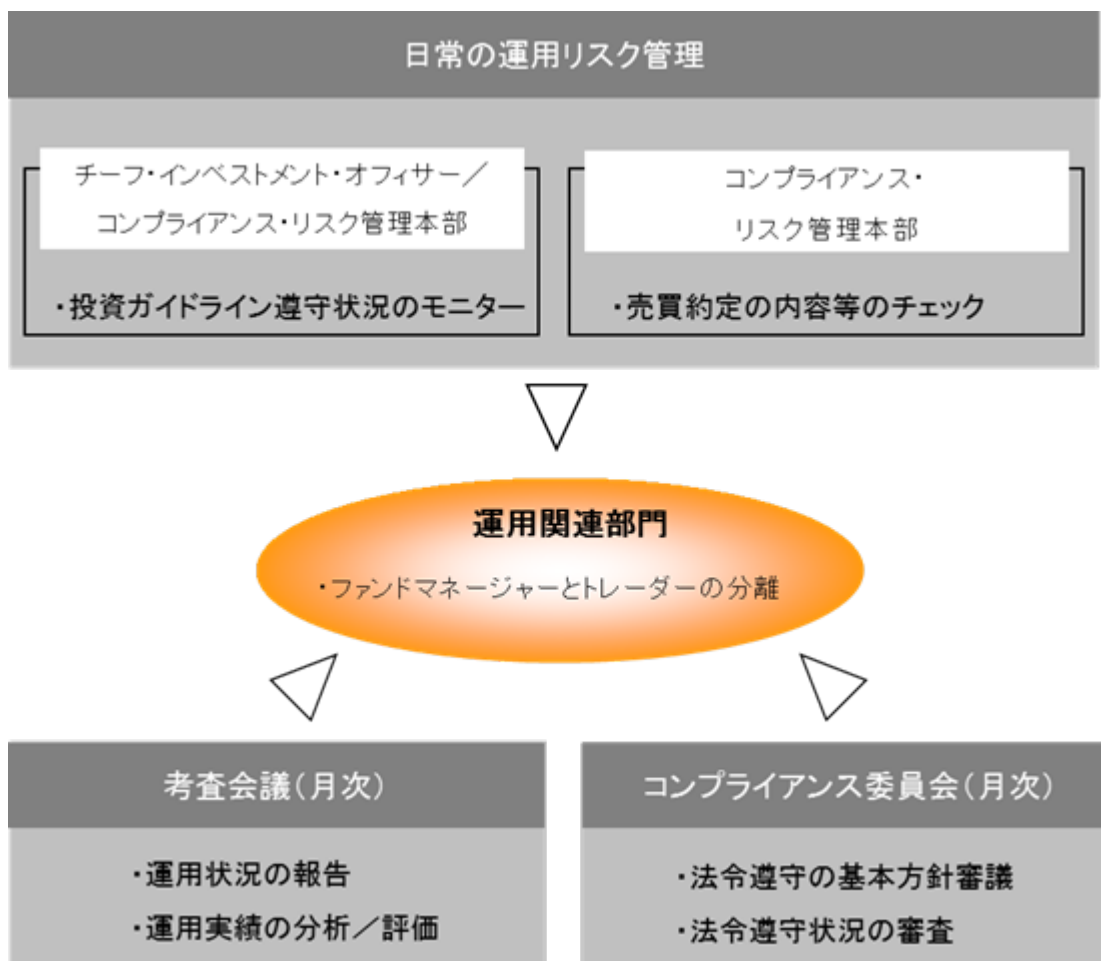 日常の運用リスク管理
チーフ・インベストメント・オフィサー／
コンプライアンス・リスク管理本部
・投資ガイドライン遵守状況のモニター
コンプライアンス・
リスク管理本部
・売買約定の内容等のチェック
運用関連部門
・ファンドマネージャーとトレーダーの分離
考査会議（月次）
・運用状況の報告
・運用実績の分析／評価
コンプライアンス委員会（月次）
・法令遵守の基本方針審議
・法令遵守状況の審査